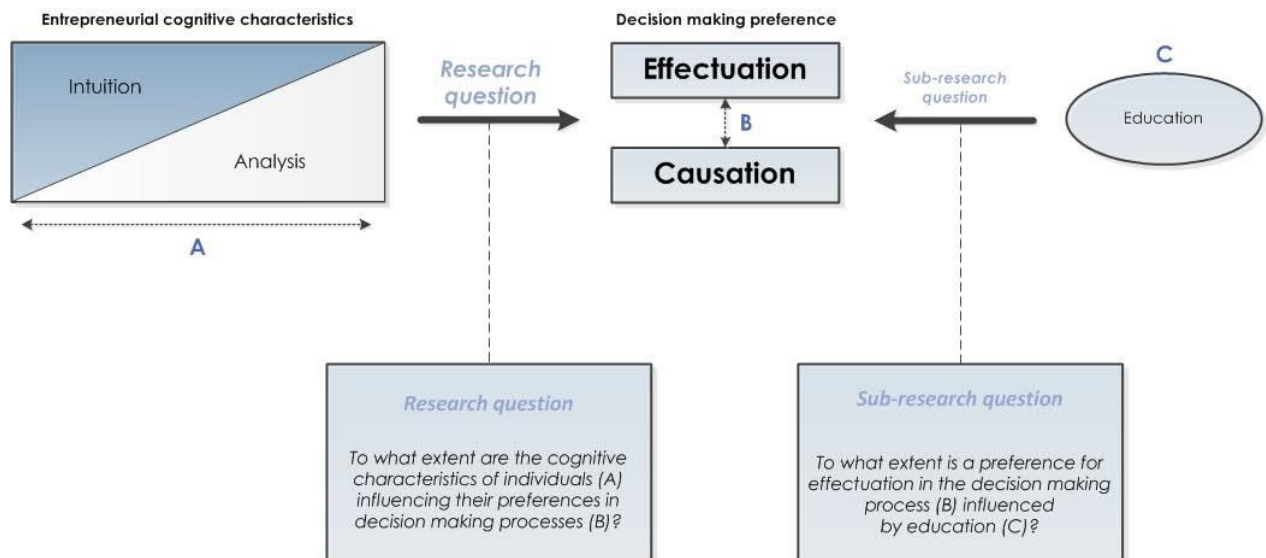 Entrepreneurial cognitive characteristics
Intuition
Analysis
A
Research
question
Decision making preference
Effectuation
B
Causation
Sub-research
question
C
Education
Research question
To what extent are the cognitive
characteristics of individuals (A)
influencing their preferences in
decision making processes (B)?
Sub-research question
To what extent is a preference for
effectuation in the decision making
process (B) influenced
by education (C)?